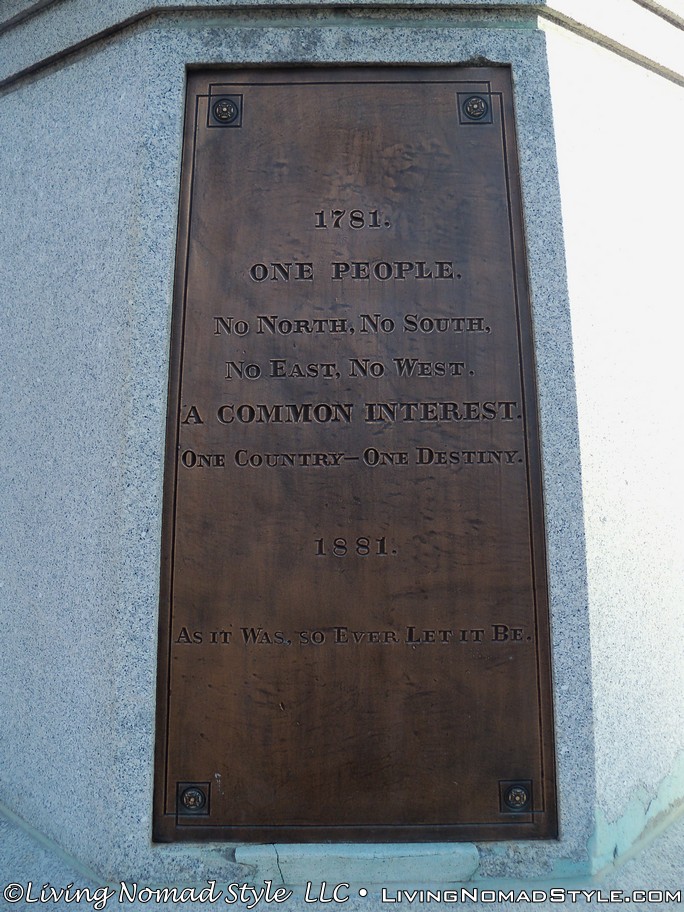 1781.
ONE PEOPLE.
NO NORTH, NO SOUTH,
NO EAST, NO WEST.
A COMMON INTEREST.
ONE COUNTRY—ONE DESTINY.
1881.
AS IT WAS, SO EVER LET IT BE.
©Living Nomad Style LLC • LivingNomadStyle.com